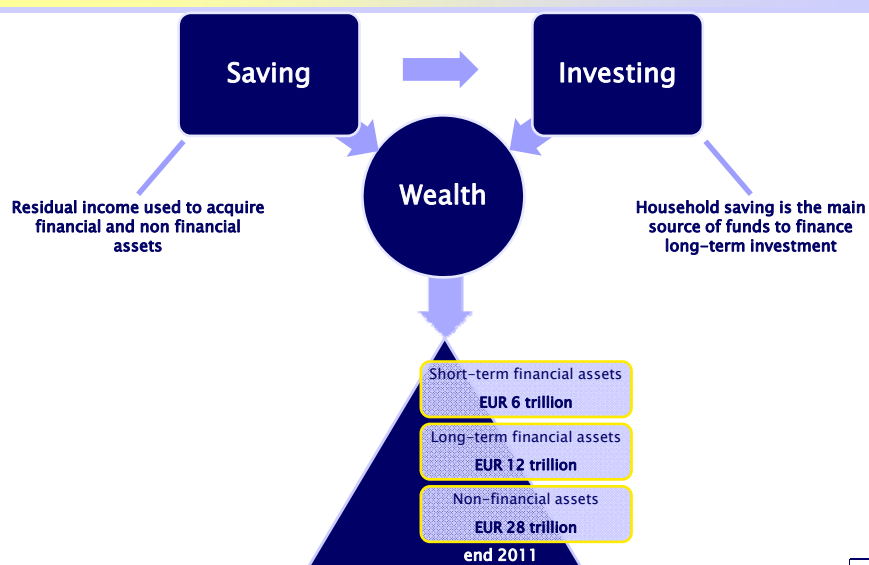 Saving
Investing
Wealth
Residual income used to acquire
financial and non financial
assets
Household saving is the main
source of funds to finance
long-term investment
Short-term financial assets
EUR 6 trillion
Long-term financial assets
EUR 12 trillion
Non-financial assets
EUR 28 trillion
end 2011